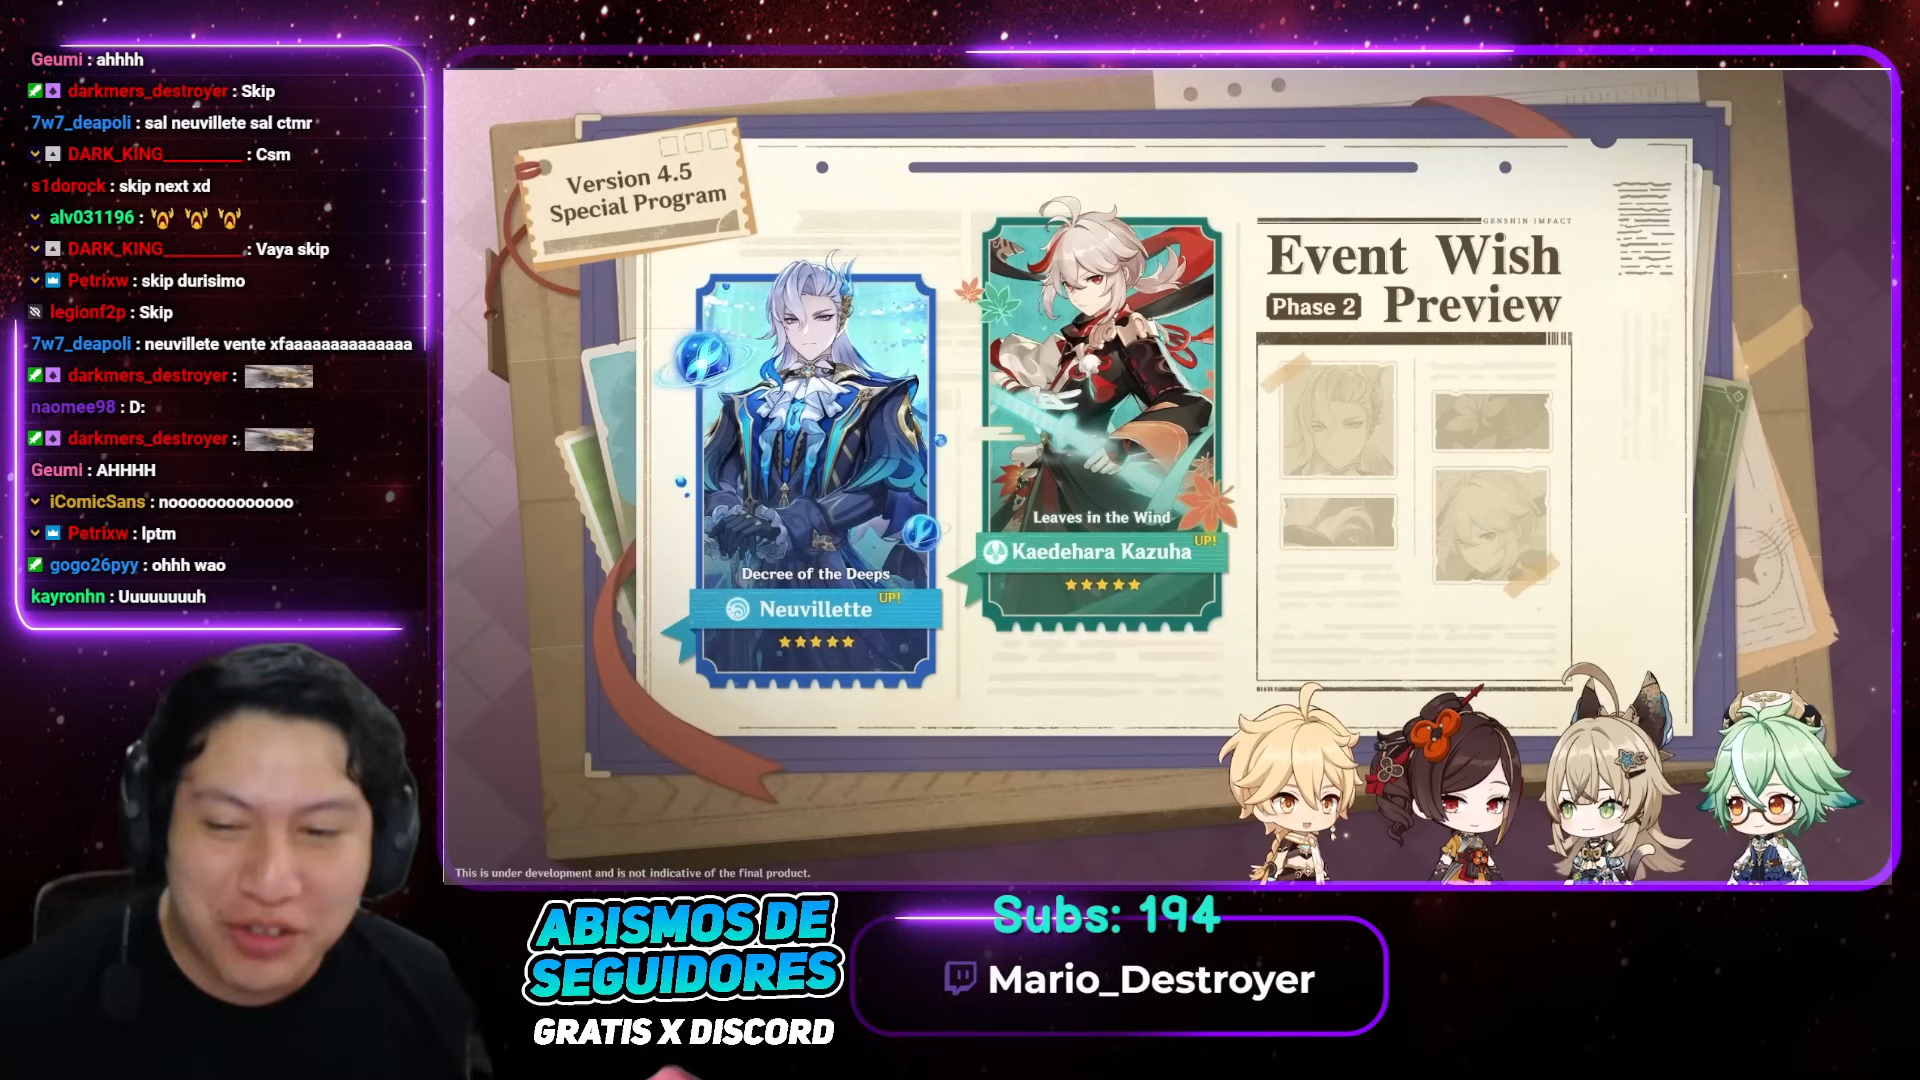 Geumi : ahhhh
darkmers_destroyer : Skip
7w7_deapoli : sal neuvillete sal ctmr
DARK_KING_________ : Csm
s1dorock : skip next xd
alv031196 :
DARK_KING_________ : Vaya skip
Petrixw : skip durisimo
legionf2p : Skip
7w7_deapoli : neuvillete vente xfaaaaaaaaaaaaaa
darkmers_destroyer :
naomee98 : D:
darkmers_destroyer :
Geumi : AHHHH
iComicSans : nooooooooooooo
Petrixw : lptm
gogo26pyy : ohhh wao
kayronhn : Uuuuuuuuh
Version 4.5
Special Program
Decree of the Deeps
Neuvillette UP!
Leaves in the Wind
Kaedehara Kazuha UP!
GENSHIN IMPACT
Event Wish
Phase 2 Preview
This is under development and is not indicative of the final product.
ABISMOS DE
SEGUIDORES
GRATIS X DISCORD
Subs: 194
Mario_Destroyer